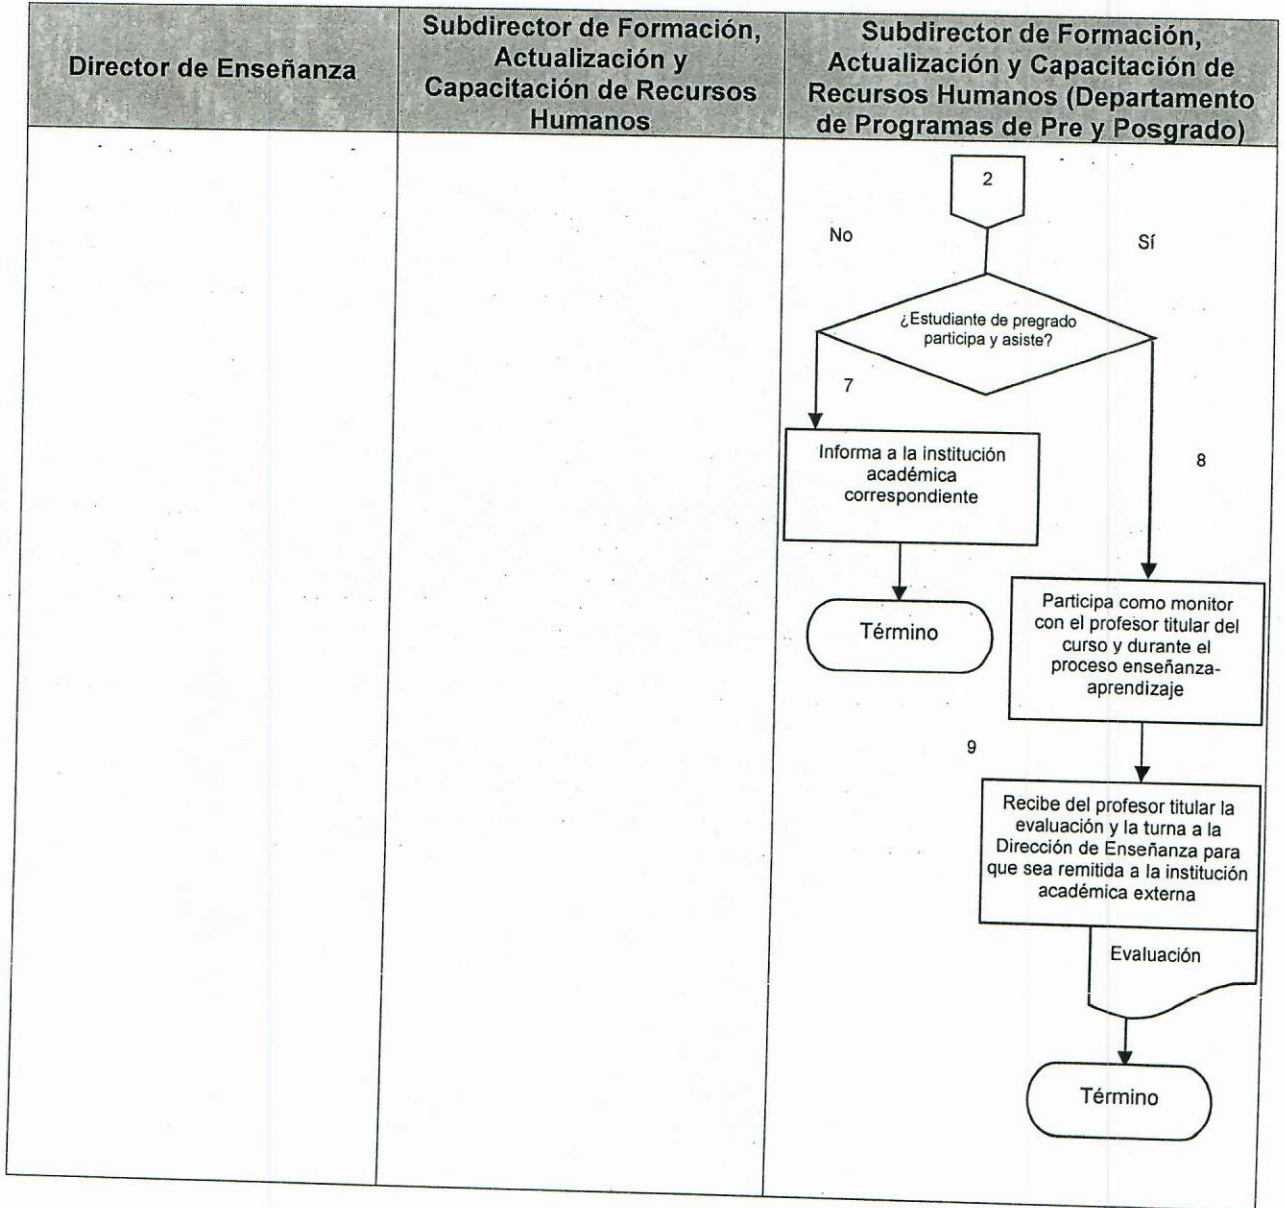 Director de Enseñanza
Subdirector de Formación,
Actualización y
Capacitación de Recursos
Humanos
Subdirector de Formación,
Actualización y Capacitación de
Recursos Humanos (Departamento
de Programas de Pre y Posgrado)
2
No
Sí
¿Estudiante de pregrado
participa y asiste?
7
Informa a la institución
académica
correspondiente
8
Término
Participa como monitor
con el profesor titular del
curso y durante el
proceso enseñanza-
aprendizaje
9
Recibe del profesor titular la
evaluación y la turna a la
Dirección de Enseñanza para
que sea remitida a la institución
académica externa
Evaluación
Término